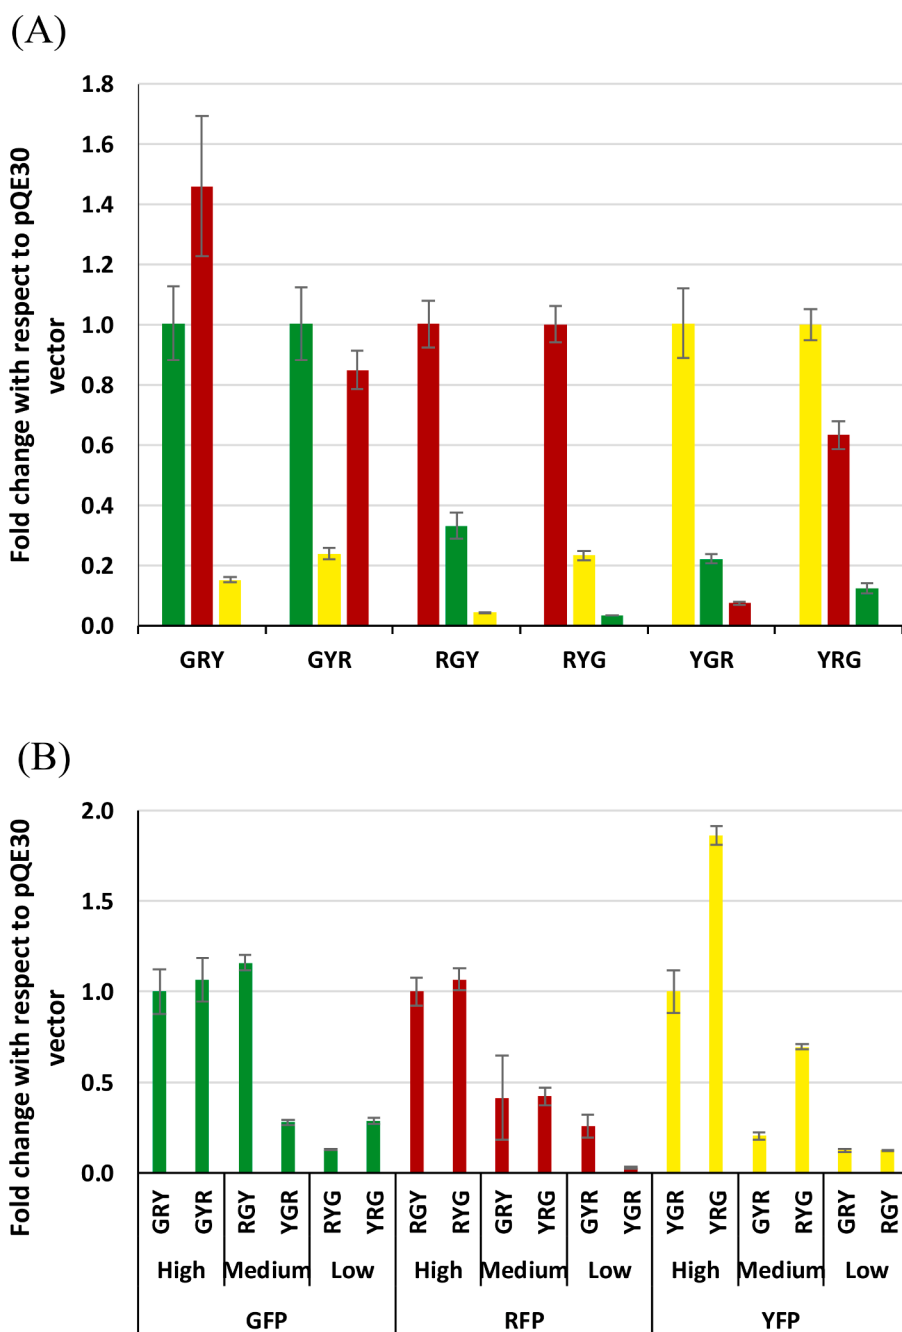 (A)
Fold change with respect to pQE30
vector
1.8
1.6
1.4
1.2
1.0
0.8
0.6
0.4
0.2
0.0
GRY GYR RGY RYG YGR YRG
(B)
Fold change with respect to pQE30
vector
2.0
1.5
1.0
0.5
0.0
GRY GYR RGY YGR RYG YRG RGY RYG GRY YRG GYR YGR YGR YRG GYR RYG GRY RGY
High Medium Low High Medium Low High Medium Low
GFP RFP YFP